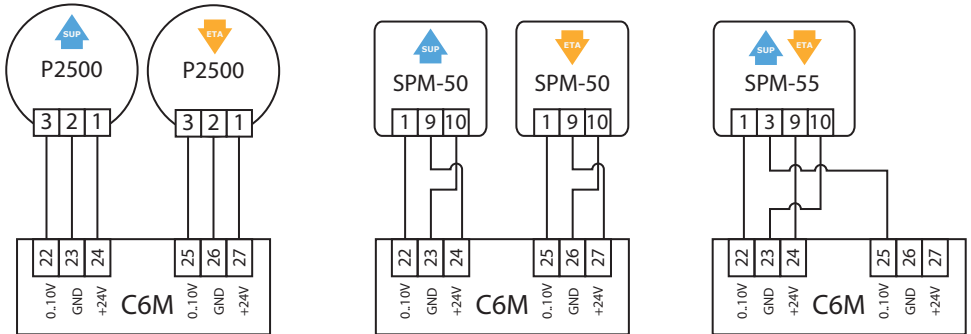 SUP ETA SUP ETA SUP ETA
P2500 P2500 SPM-50 SPM-50 SPM-55
3 2 1 3 2 1 1 9 10 1 9 10 1 3 9 10
22 23 24 25 26 27 22 23 24 25 26 27 22 23 24 25 26 27
0..10V GND +24V C6M 0..10V GND +24V 0..10V GND +24V C6M 0..10V GND +24V 0..10V GND +24V C6M 0..10V GND +24V